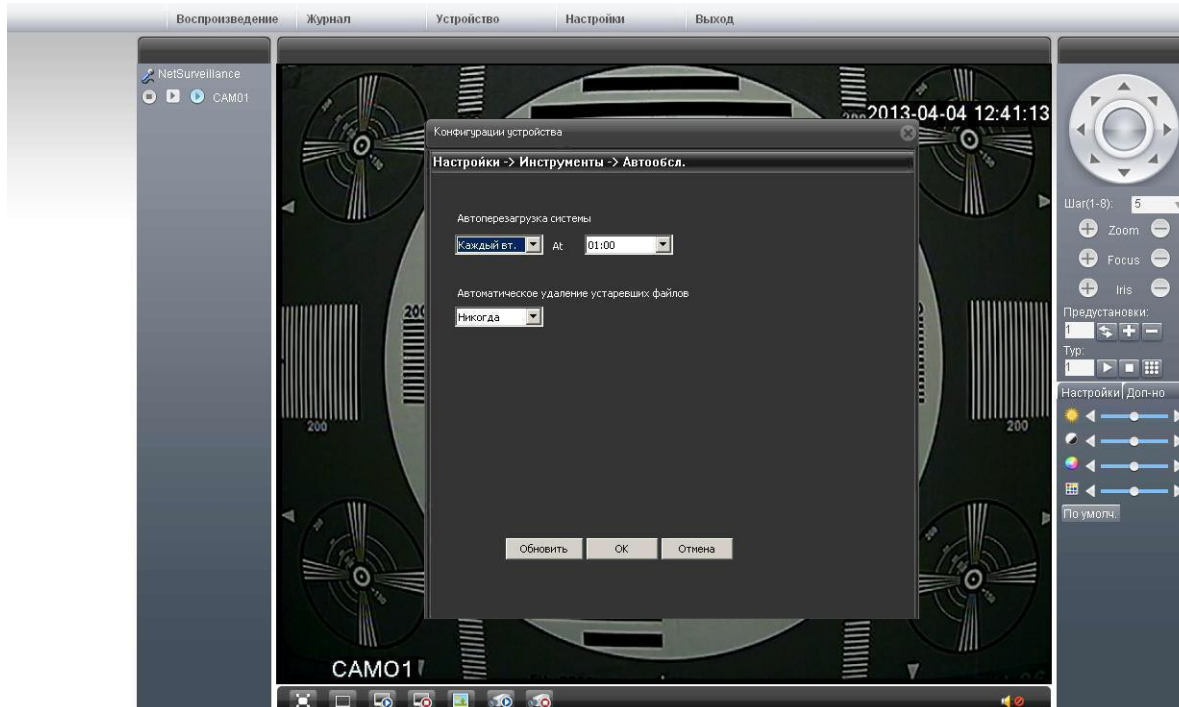 Воспроизведение Журнал Устройство Настройки Выход
NetSurveillance
CAM01
2013-04-04 12:41:13
Конфигурации устройства
Настройки -> Инструменты -> Автообсл.
Автоперезагрузка системы
Каждый вт. At 01:00
Автоматическое удаление устаревших файлов
Никогда
Обновить OK Отмена
200
200
200
CAM01
Шаг(1-8): 5
Zoom
Focus
Iris
Предустановки:
1
Тур:
1
Настройки Доп-но
По умолч.